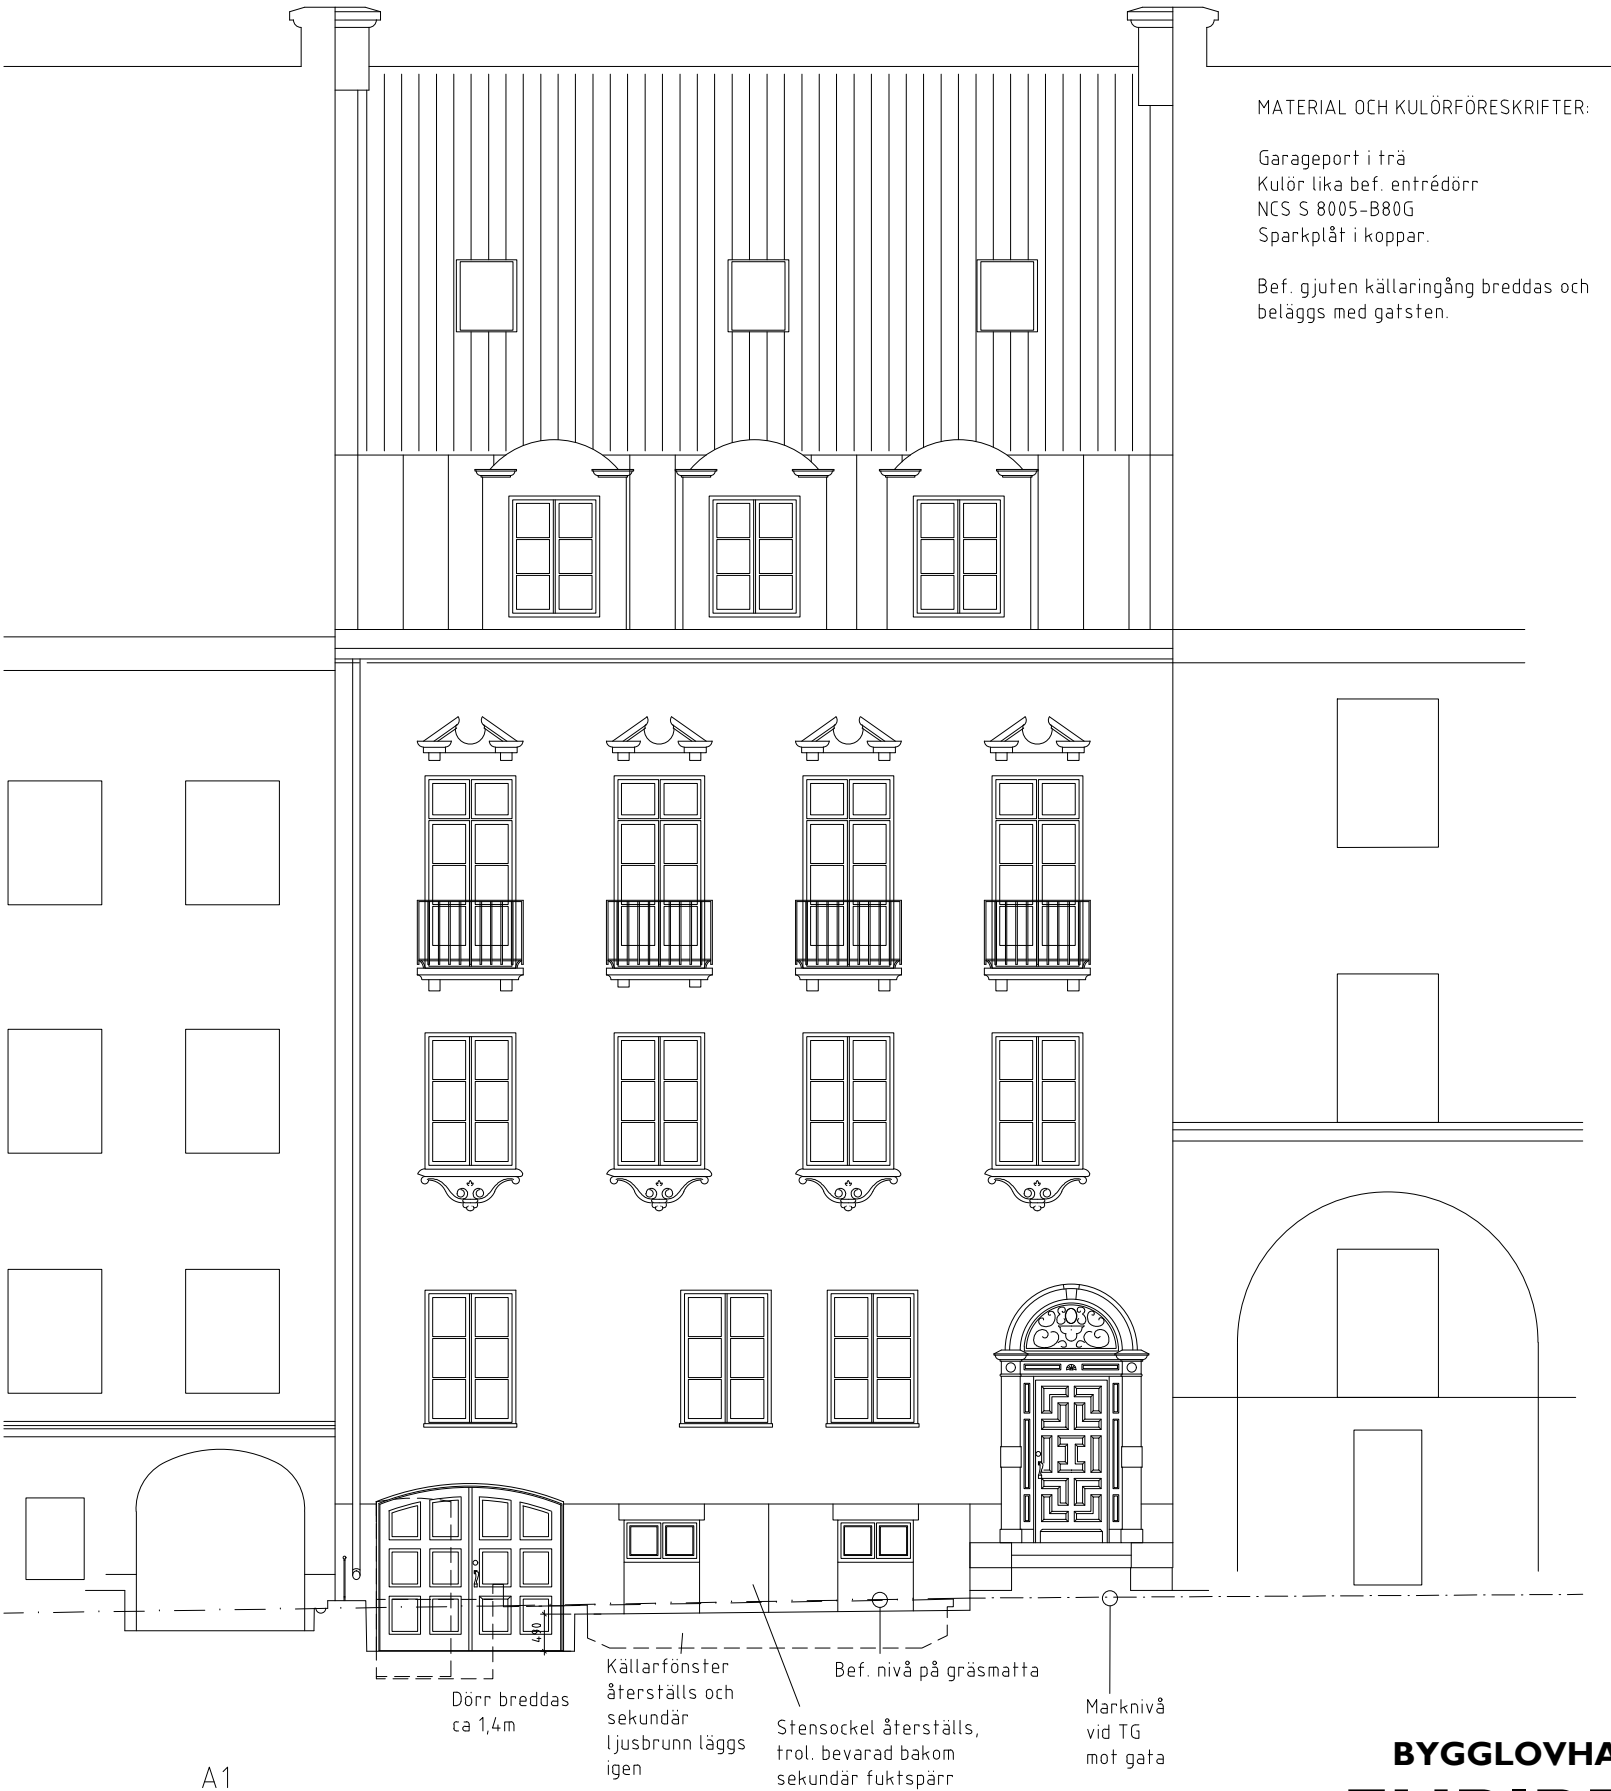 MATERIAL OCH KULÖRFÖRESKRIFTER:
Garageport i trä
Kulör lika bef. entrédörr
NCS S 8005-B80G
Sparkplåt i koppar.
Bef. gjuten källaringång breddas och
beläggs med gatsten.
490
Dörr breddas
ca 1,4m
Källarfönster
återställs och
sekundär
ljusbrunn läggs
igen
Stensockel återställs,
trol. bevarad bakom
sekundär fuktspärr
Bef. nivå på gräsmatta
Marknivå
vid TG
mot gata
A1
BYGGLOVHA